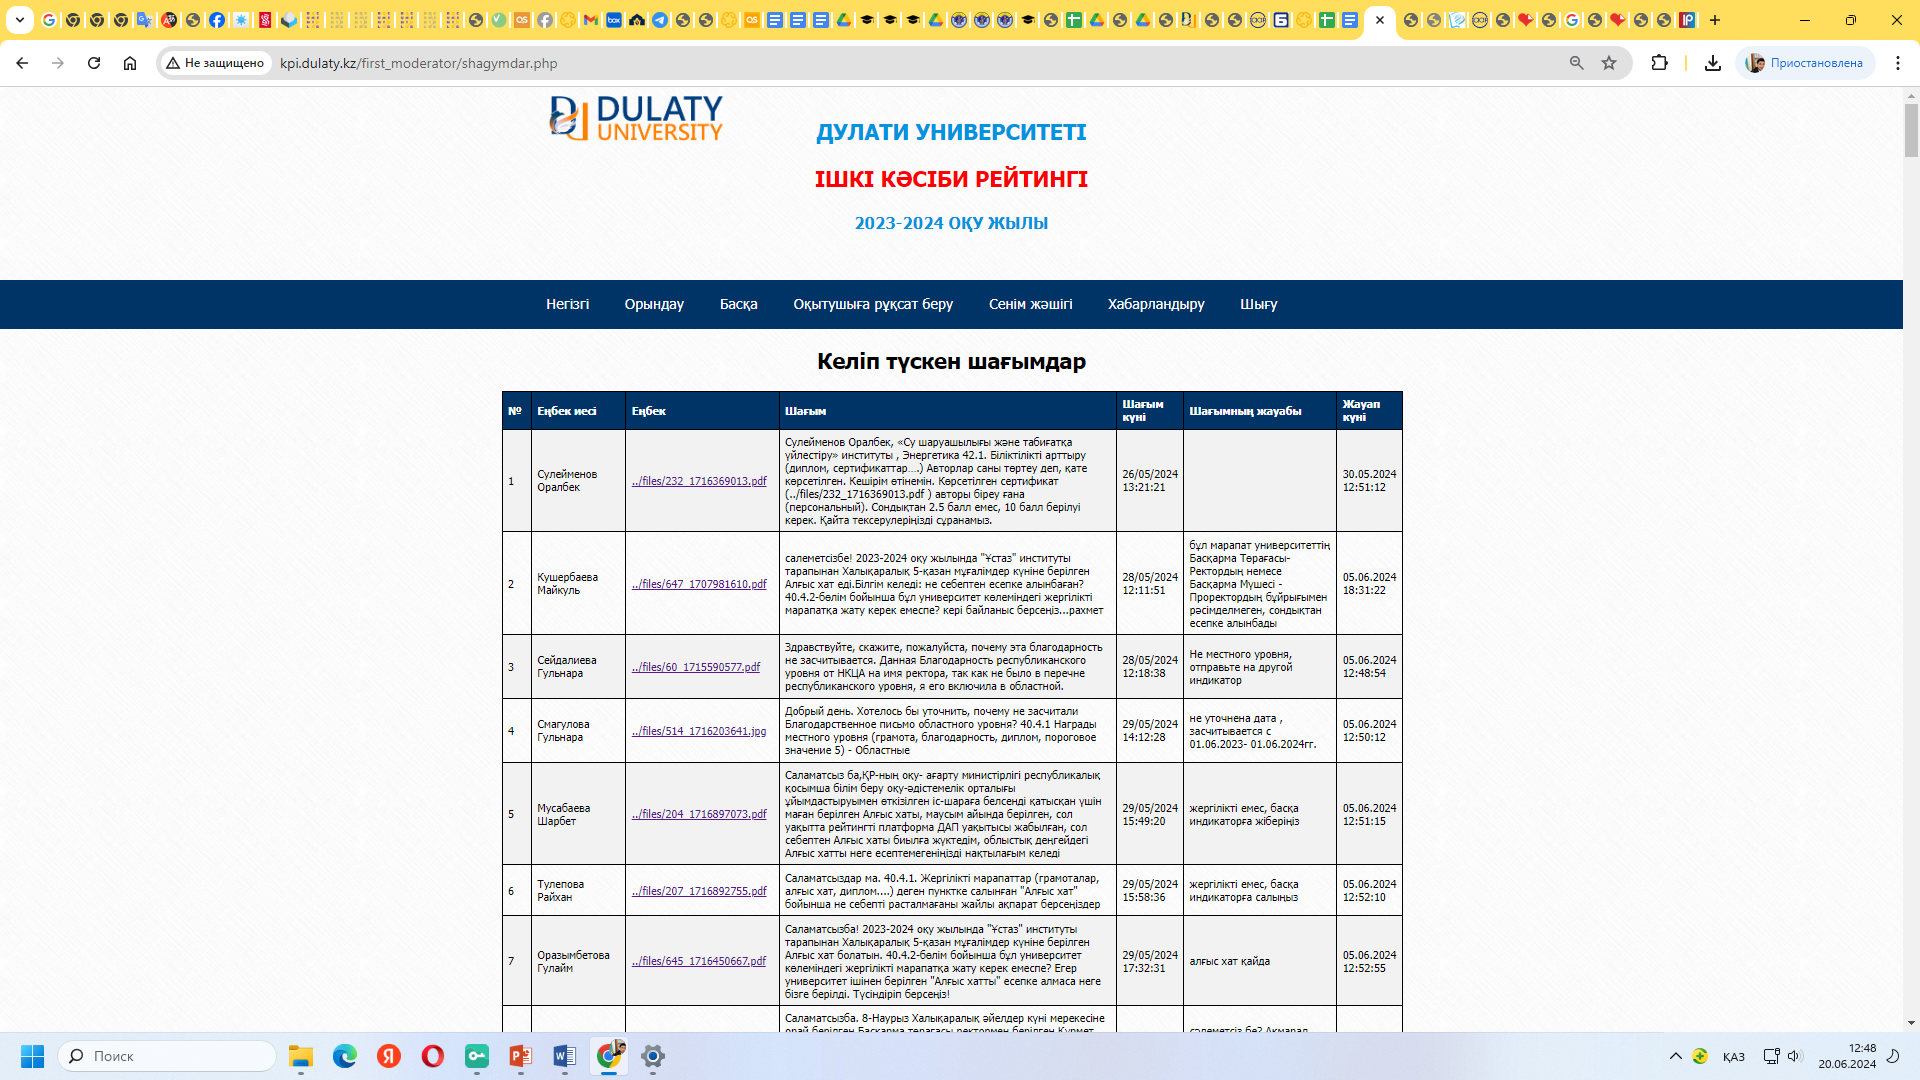 Не защищено
kpi.dulaty.kz/first_moderator/shagymdar.php
Приостановлена
DULATY
UNIVERSITY
ДУЛАТИ УНИВЕРСИТЕТІ
ІШКІ КӘСІБИ РЕЙТИНГІ
2023-2024 ОҚУ ЖЫЛЫ
Негізгі Орындау Басқа Оқытушыға рұқсат беру Сенім жәшігі Хабарландыру Шығу
Келіп түскен шағымдар
№ Еңбек иесі Еңбек Шағым Шағым күні Шағымның жауабы Жауап күні
1
Сулейменов
Оралбек
../files/232_1716369013.pdf
Сулейменов Оралбек, «Су шаруашылығы және табиғатқа
үйлестіру» институты , Энергетика 42.1. Біліктілікті арттыру
(диплом, сертификаттар....) Авторлар саны төртеу деп, қате
көрсетілген. Кешірім өтінемін. Көрсетілген сертификат
(../files/232_1716369013.pdf ) авторы біреу ғана
(персональный). Сондықтан 2.5 балл емес, 10 балл берілуі
керек. Қайта тексерулеріңізді сұранамыз.
26/05/2024
13:21:21
30.05.2024
12:51:12
2
Кушербаева
Майкуль
../files/647_1707981610.pdf
салеметсізбе! 2023-2024 оқу жылында "Ұстаз" институты
тарапынан Халықаралық 5-қазан мұғалімдер күніне берілген
Алғыс хат еді.Білгім келеді: не себептен есепке алынбаған?
40.4.2-бөлім бойынша бұл университет көлеміндегі жергілікті
марапатқа жату керек емеспе? кері байланыс берсеңіз...рахмет
28/05/2024
12:11:51
бұл марапат университеттің
Басқарма Төрағасы-
Ректордың немесе
Басқарма Мүшесі -
Проректордың бұйрығымен
рәсімделмеген, сондықтан
есепке алынбады
05.06.2024
18:31:22
3
Сейдалиева
Гульнара
../files/60_1715590577.pdf
Здравствуйте, скажите, пожалуйста, почему эта благодарность
не засчитывается. Данная Благодарность республиканского
уровня от НКЦА на имя ректора, так как не было в перечне
республиканского уровня, я его включила в областной.
28/05/2024
12:18:38
Не местного уровня,
отправьте на другой
индикатор
05.06.2024
12:48:54
4
Смагулова
Гульнара
../files/514_1716203641.jpg
Добрый день. Хотелось бы уточнить, почему не засчитали
Благодарственное письмо областного уровня? 40.4.1 Награды
местного уровня (грамота, благодарность, диплом, пороговое
значение 5) - Областные
29/05/2024
14:12:28
не уточнена дата ,
засчитывается с
01.06.2023- 01.06.2024гг.
05.06.2024
12:50:12
5
Мусабаева
Шарбет
../files/204_1716897073.pdf
Саламатсыз ба,ҚР-ның оқу- ағарту министірлігі республикалық
қосымша білім беру оқу-әдістемелік орталығы
ұйымдастыруымен өткізілген іс-шараға белсенді қатысқан үшін
маған берілген Алғыс хаты, маусым айында берілген, сол
уақытта рейтингті платформа ДАП уақытысы жабылған, сол
себептен Алғыс хаты биылға жүктедім, облыстық деңгейдегі
Алғыс хатты неге есептемегеніңізді нақтылағым келеді
29/05/2024
15:49:20
жергілікті емес, басқа
индикаторға жіберіңіз
05.06.2024
12:51:15
6
Тулепова
Райхан
../files/207_1716892755.pdf
Саламатсыздар ма. 40.4.1. Жергілікті марапаттар (грамоталар,
алғыс хат, диплом....) деген пунктке салынған "Алғыс хат"
бойынша не себепті расталмағаны жайлы ақпарат берсеңіздер
29/05/2024
15:58:36
жергілікті емес, басқа
индикаторға салыңыз
05.06.2024
12:52:10
7
Оразымбетова
Гулайм
../files/645_1716450667.pdf
Саламатсызба! 2023-2024 оқу жылында "Ұстаз" институты
тарапынан Халықаралық 5-қазан мұғалімдер күніне берілген
Алғыс хат болатын. 40.4.2-бөлім бойынша бұл университет
көлеміндегі жергілікті марапатқа жату керек емеспе? Егер
университет ішінен берілген "Алғыс хатты" есепке алмаса неге
бізге берілді. Түсіндіріп берсеңіз!
29/05/2024
17:32:31
алғыс хат қайда
05.06.2024
12:52:55
Саламатсызба. 8-Наурыз Халықаралық әйелдер күні мерекесіне
Поиск
ҚАЗ
12:48
20.06.2024